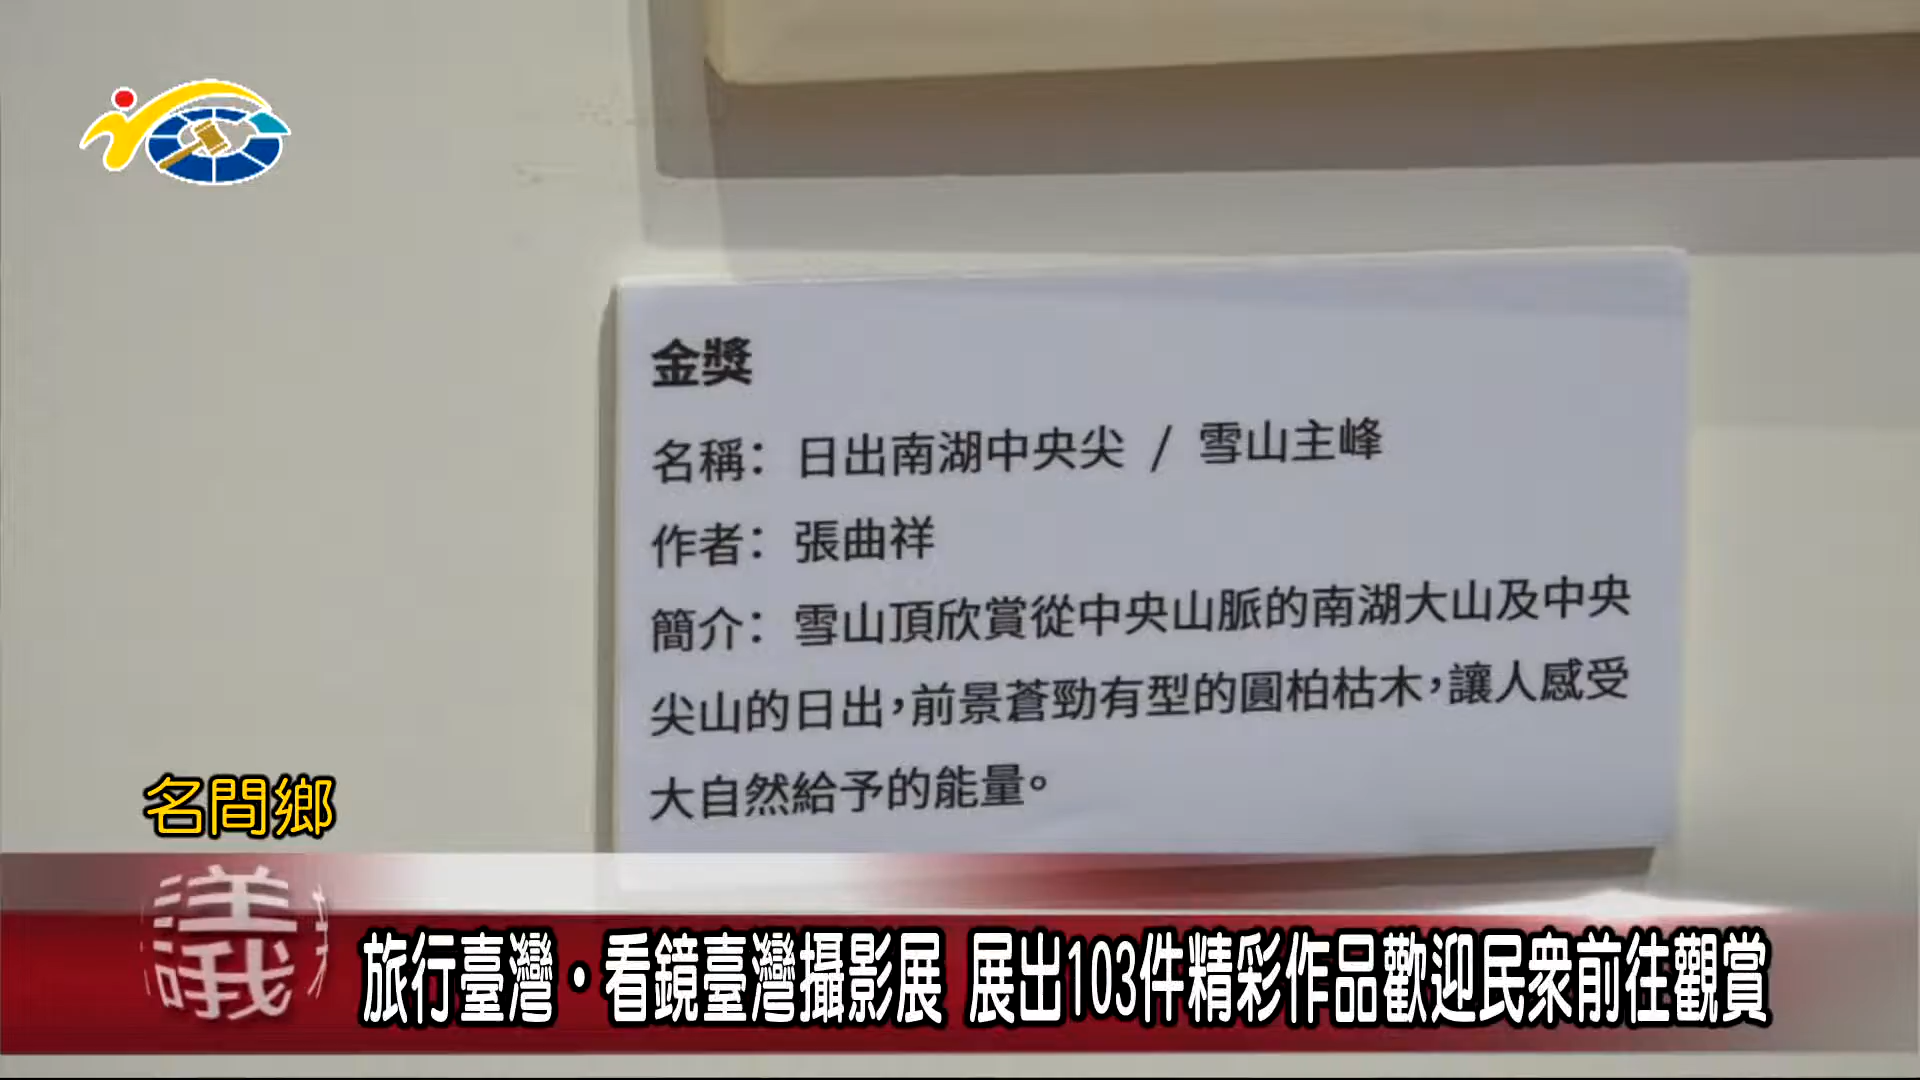 金獎
名稱：日出南湖中央尖 / 雪山主峰
作者：張曲祥
簡介：雪山頂欣賞從中央山脈的南湖大山及中央
尖山的日出，前景蒼勁有型的圓柏枯木，讓人感受
大自然給予的能量。
名間鄉
議
旅行臺灣·看鏡臺灣攝影展 展出103件精彩作品歡迎民眾前往觀賞